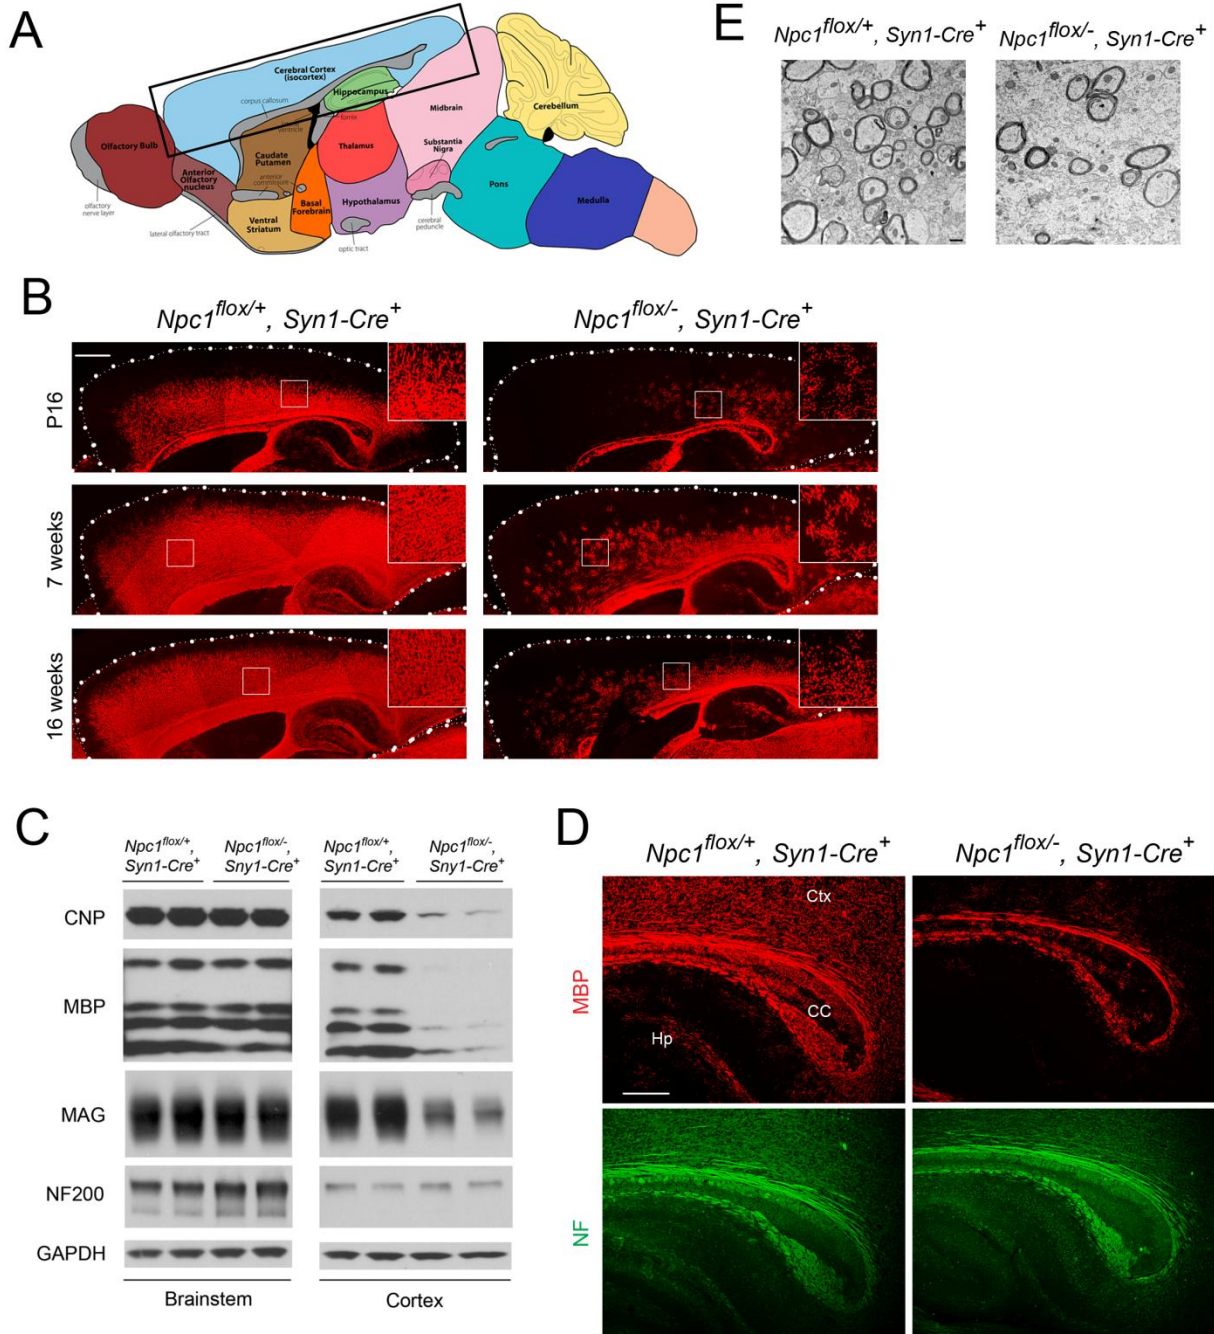 A
Cerebral Cortex
(isocortex)
corpus callosum
Hippocampus
fornix
ventricle
Midbrain
Cerebellum
Olfactory Bulb
Thalamus
Caudate
Putamen
Substantia
Nigra
Anterior
Olfactory
nucleus
anterior
commissure
Pons
Medulla
olfactory
nerve layer
Basal
Forebrain
Hypothalamus
Ventral
Striatum
lateral olfactory tract
cerebral
peduncle
optic tract
E
Npc1flox/+, Syn1-Cre+
Npc1flox/-, Syn1-Cre+
B
Npc1flox/+, Syn1-Cre+
Npc1flox/-, Syn1-Cre+
P16
7 weeks
16 weeks
C
Npc1flox/+,
Syn1-Cre+
Npc1flox/-,
Sny1-Cre+
Npc1flox/+,
Syn1-Cre+
Npc1flox/-,
Sny1-Cre+
CNP
MBP
MAG
NF200
GAPDH
Brainstem
Cortex
D
Npc1flox/+, Syn1-Cre+
Npc1flox/-, Syn1-Cre+
MBP
Ctx
CC
Hp
NF